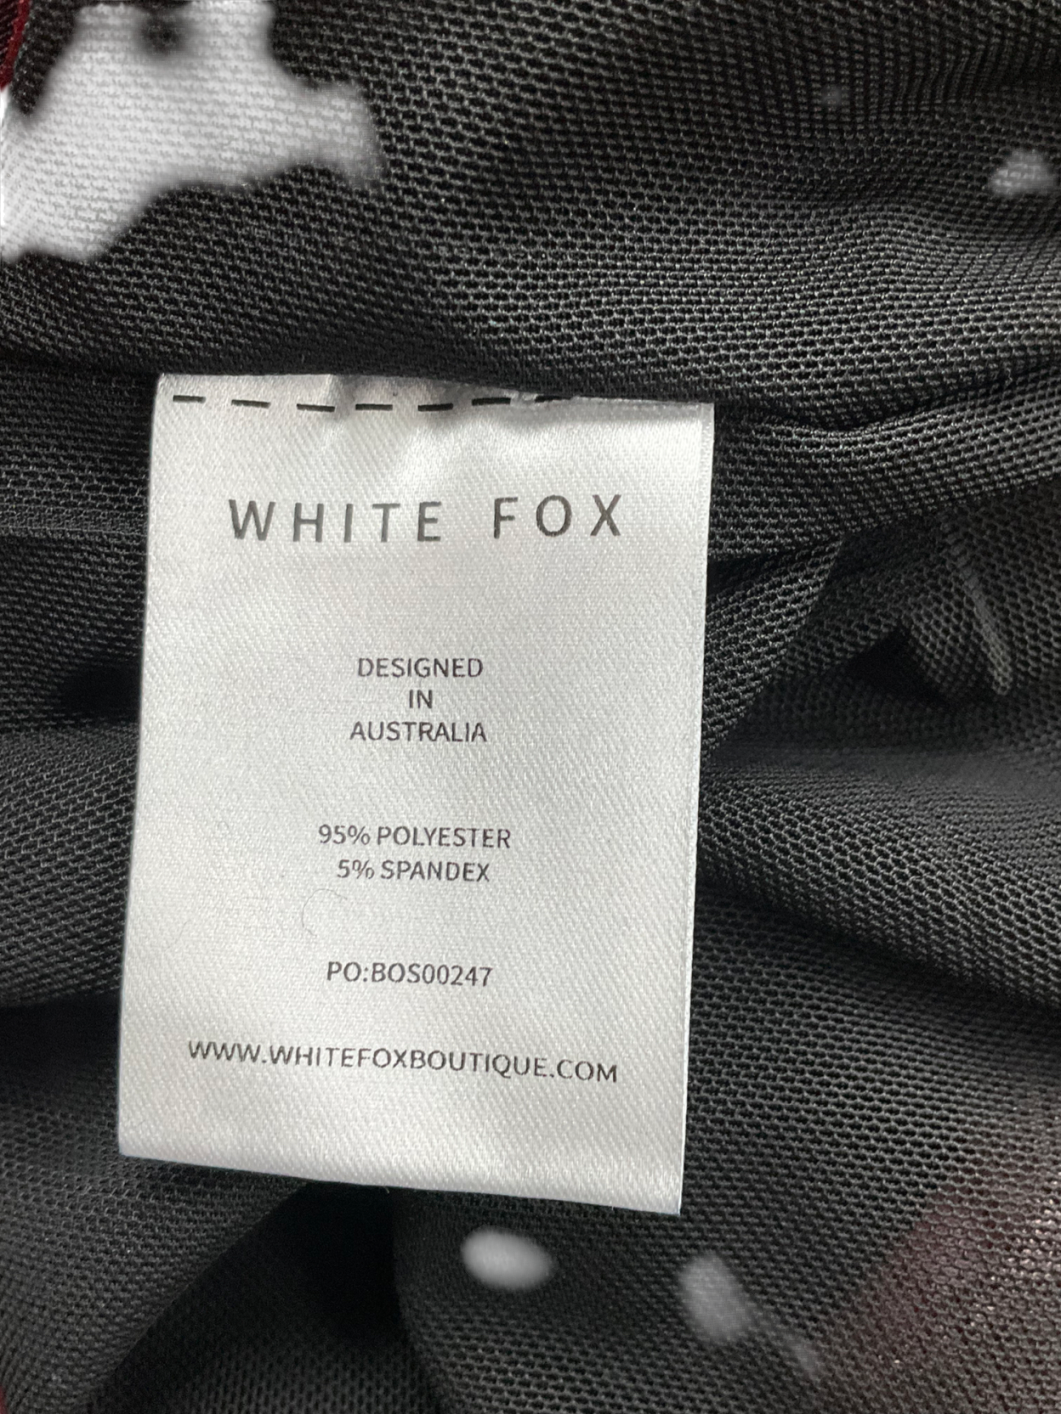 WHITE FOX
DESIGNED
IN
AUSTRALIA
95% POLYESTER
5% SPANDEX
PO:BOS00247
WWW.WHITEFOXBOUTIQUE.COM